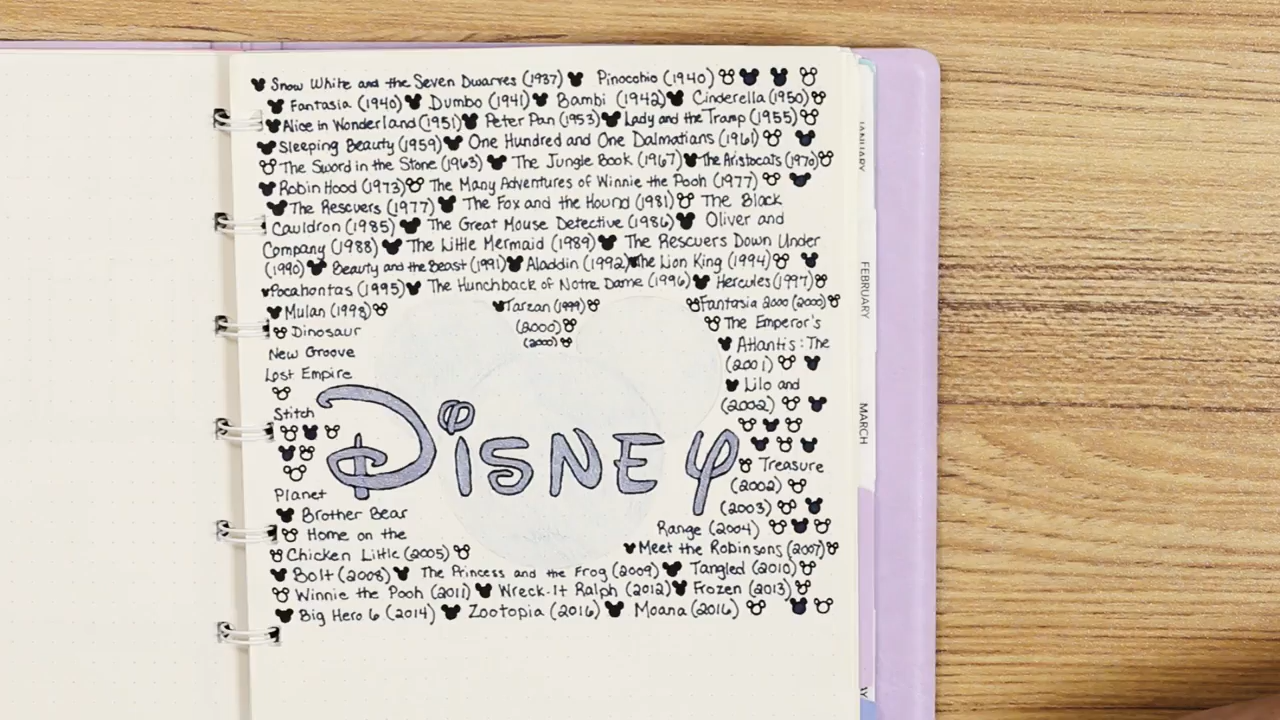 Snow White and the Seven Dwarves (1937) Pinocchio (1940)
Fantasia (1940) Dumbo (1941) Bambi (1942) Cinderella (1950)
Alice in Wonderland (1951) Peter Pan (1953) Lady and the Tramp (1955)
Sleeping Beauty (1959) One Hundred and One Dalmatians (1961)
The Sword in the Stone (1963) The Jungle Book (1967) The Aristocats (1970)
Robin Hood (1973) The Many Adventures of Winnie the Pooh (1977)
The Rescuers (1977) The Fox and the Hound (1981) The Black
Cauldron (1985) The Great Mouse Detective (1986) Oliver and
Company (1988) The Little Mermaid (1989) The Rescuers Down Under
(1990) Beauty and the Beast (1991) Aladdin (1992) The Lion King (1994)
Pocahontas (1995) The Hunchback of Notre Dame (1996) Hercules (1997)
Mulan (1998) Tarzan (1999) Fantasia 2000 (2000)
Dinosaur (2000) The Emperor's
New Groove (2000) Atlantis: The
Lost Empire (2001)
Lilo and
Stitch (2002)
Disney
Treasure
Planet (2002)
Brother Bear (2003)
Home on the Range (2004)
Chicken Little (2005) Meet the Robinsons (2007)
Bolt (2008) The Princess and the Frog (2009) Tangled (2010)
Winnie the Pooh (2011) Wreck-It Ralph (2012) Frozen (2013)
Big Hero 6 (2014) Zootopia (2016) Moana (2016)
JANUARY
FEBRUARY
MARCH